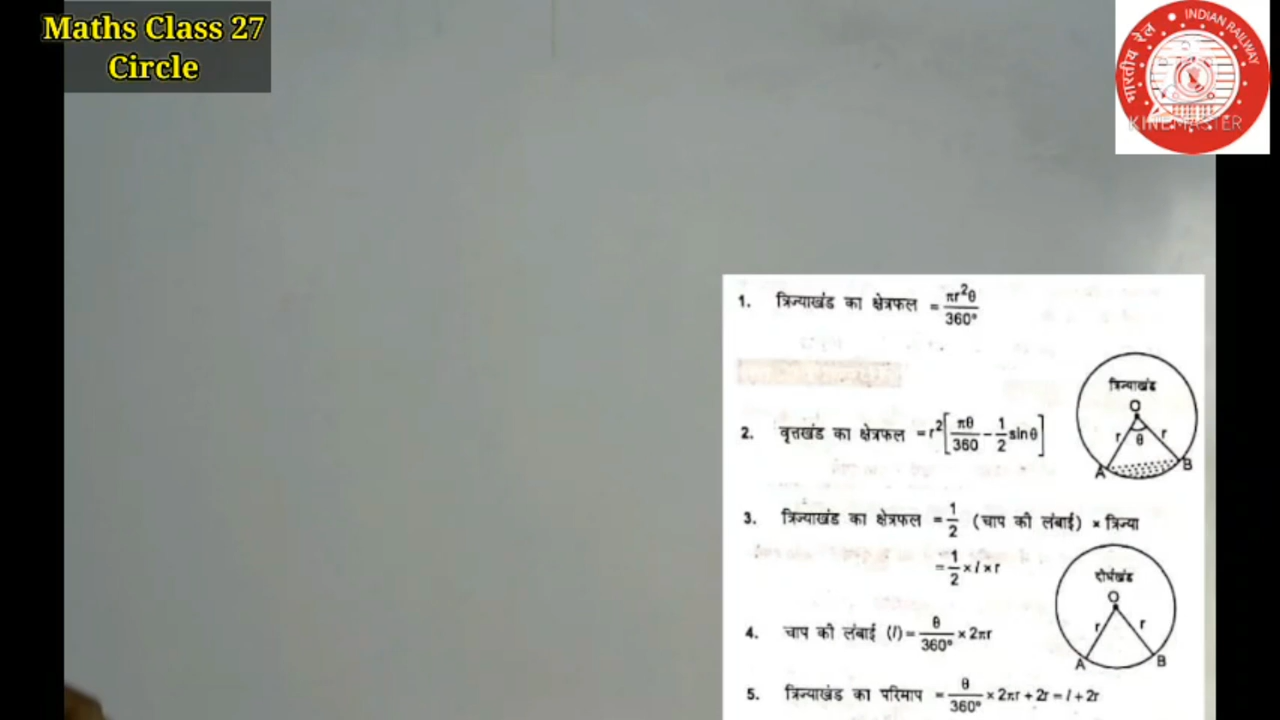 Maths Class 27
Circle
भारतीय रेल
INDIAN RAILWAY
KINEMASTER
1. त्रिज्याखंड का क्षेत्रफल = πr²θ/360°
त्रिज्याखंड
O
r θ r
A B
2. वृत्तखंड का क्षेत्रफल =r²[πθ/360 - 1/2 sinθ]
3. त्रिज्याखंड का क्षेत्रफल = 1/2 (चाप की लंबाई) × त्रिज्या
= 1/2 × l × r
दीर्घखंड
O
r r
A B
4. चाप की लंबाई (l) = θ/360° × 2πr
5. त्रिज्याखंड का परिमाप = θ/360° × 2πr + 2r = l + 2r